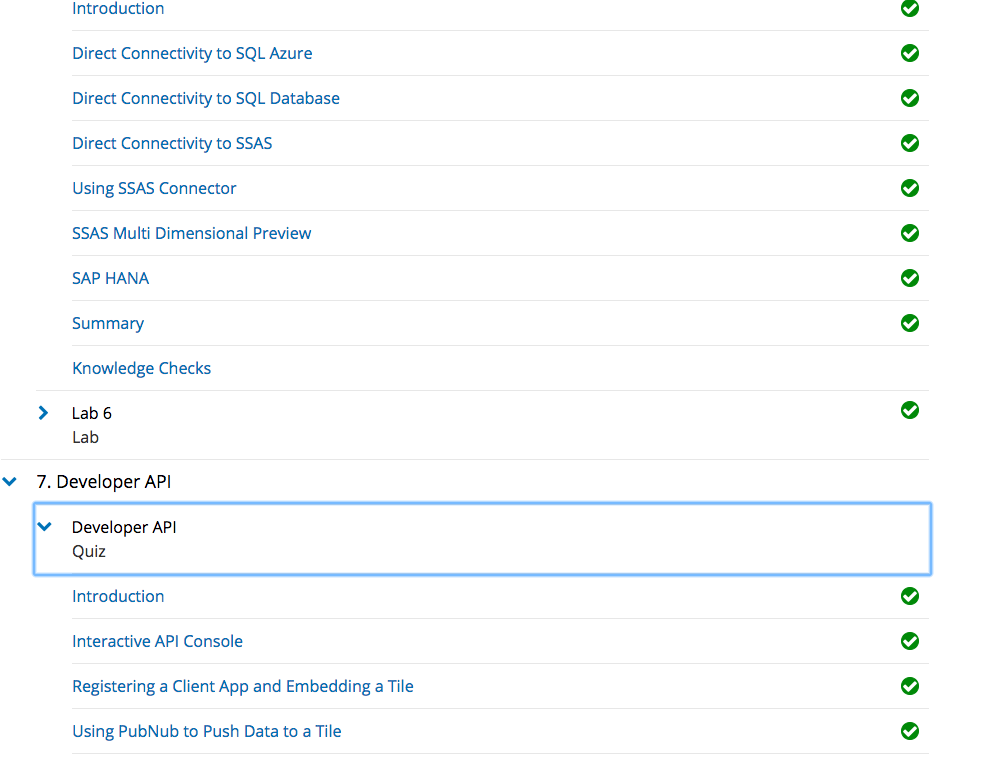 Introduction
Direct Connectivity to SQL Azure
Direct Connectivity to SQL Database
Direct Connectivity to SSAS
Using SSAS Connector
SSAS Multi Dimensional Preview
SAP HANA
Summary
Knowledge Checks
Lab 6
Lab
7. Developer API
Developer API
Quiz
Introduction
Interactive API Console
Registering a Client App and Embedding a Tile
Using PubNub to Push Data to a Tile